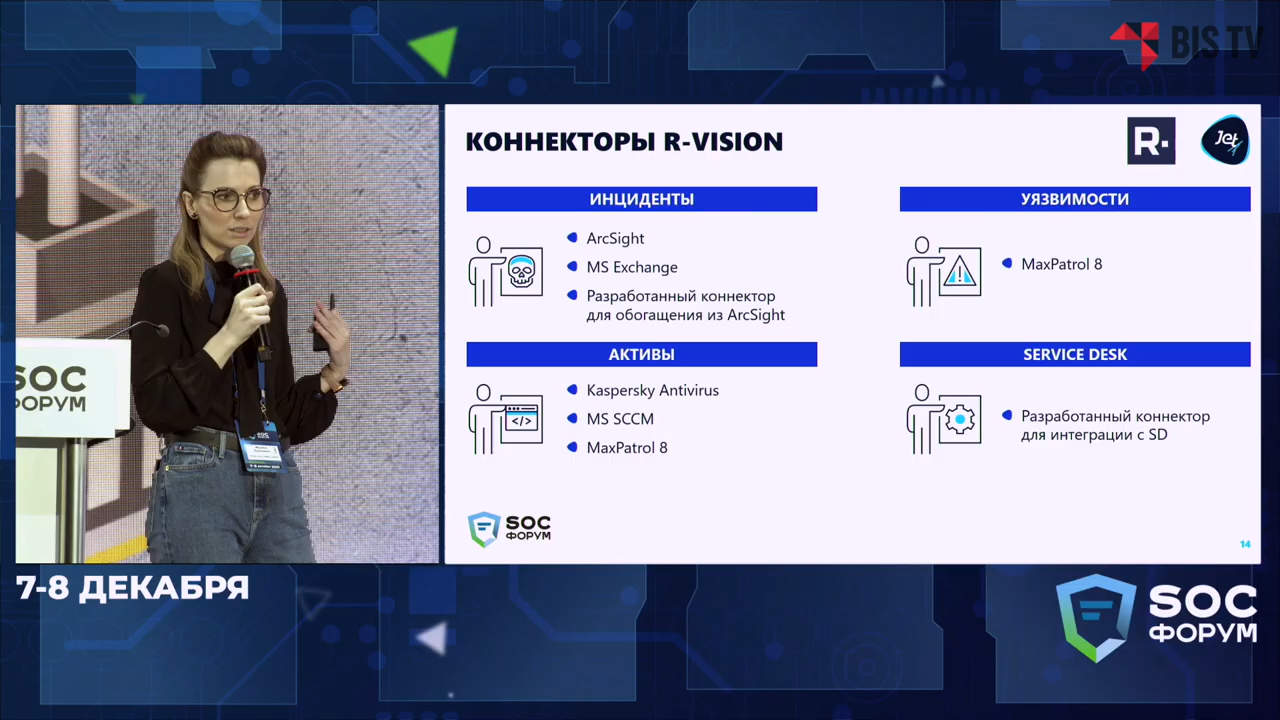 BIS TV
КОННЕКТОРЫ R-VISION
R·
Jet
ИНЦИДЕНТЫ
ArcSight
MS Exchange
Разработанный коннектор
для обогащения из ArcSight
УЯЗВИМОСТИ
MaxPatrol 8
АКТИВЫ
Kaspersky Antivirus
MS SCCM
MaxPatrol 8
SERVICE DESK
Разработанный коннектор
для интеграции с SD
SOC
ФОРУМ
14
SOC
ФОРУМ
SOC
7-8 ДЕКАБРЯ
SOC
ФОРУМ